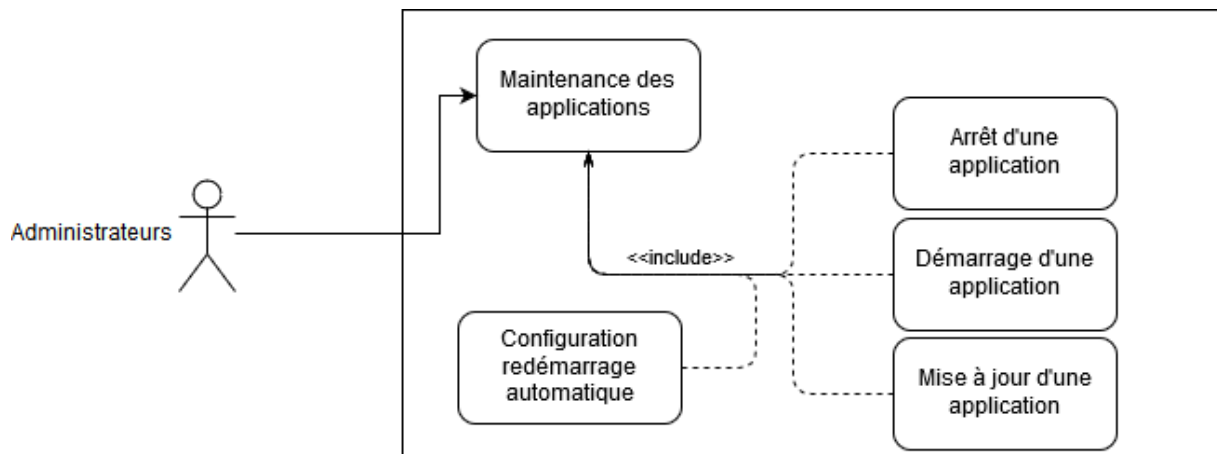 Maintenance des
applications
Arrêt d'une
application
Administrateurs
<<include>>
Démarrage d'une
application
Configuration
redémarrage
automatique
Mise à jour d'une
application